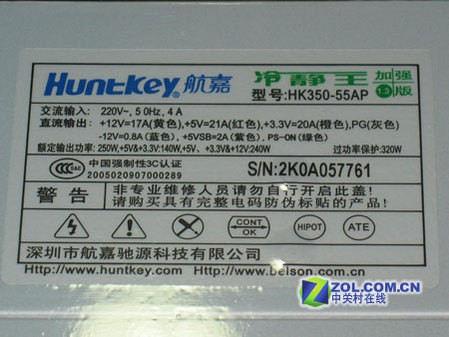 HuntKey 航嘉 冷静王 加强版 1.3
型号:HK350-55AP
交流输入: 220V~, 50Hz, 4A
直流输出: +12V=17A(黄色),+5V=21A(红色),+3.3V=20A(橙色),PG(灰色)
-12V=0.8A(蓝色), +5VSB=2A(紫色), PS-ON(绿色)
额定输出功率: 250W,+5V&+3.3V:140W,+5V、+3.3V&+12V:240W 过功率保护:320W
中国强制性3C认证
2005020907000289
S/N:2K0A057761
警告 非专业维修人员请勿自行开启此盖!
请购买具有完整电码防伪标志的产品!
CONT OK HIPOT ATE
深圳市航嘉驰源科技有限公司
Http://www.huntkey.com Http://www.belson.com.cn
ZOL.COM.CN
中关村在线